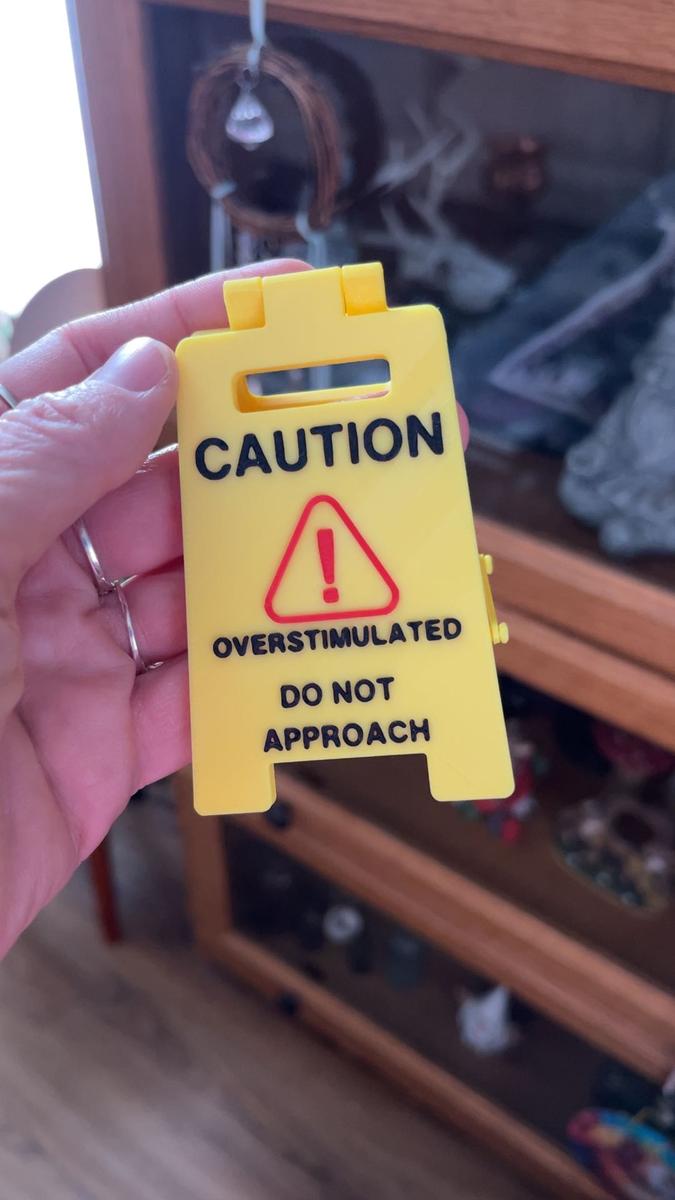 CAUTION
!
OVERSTIMULATED
DO NOT
APPROACH